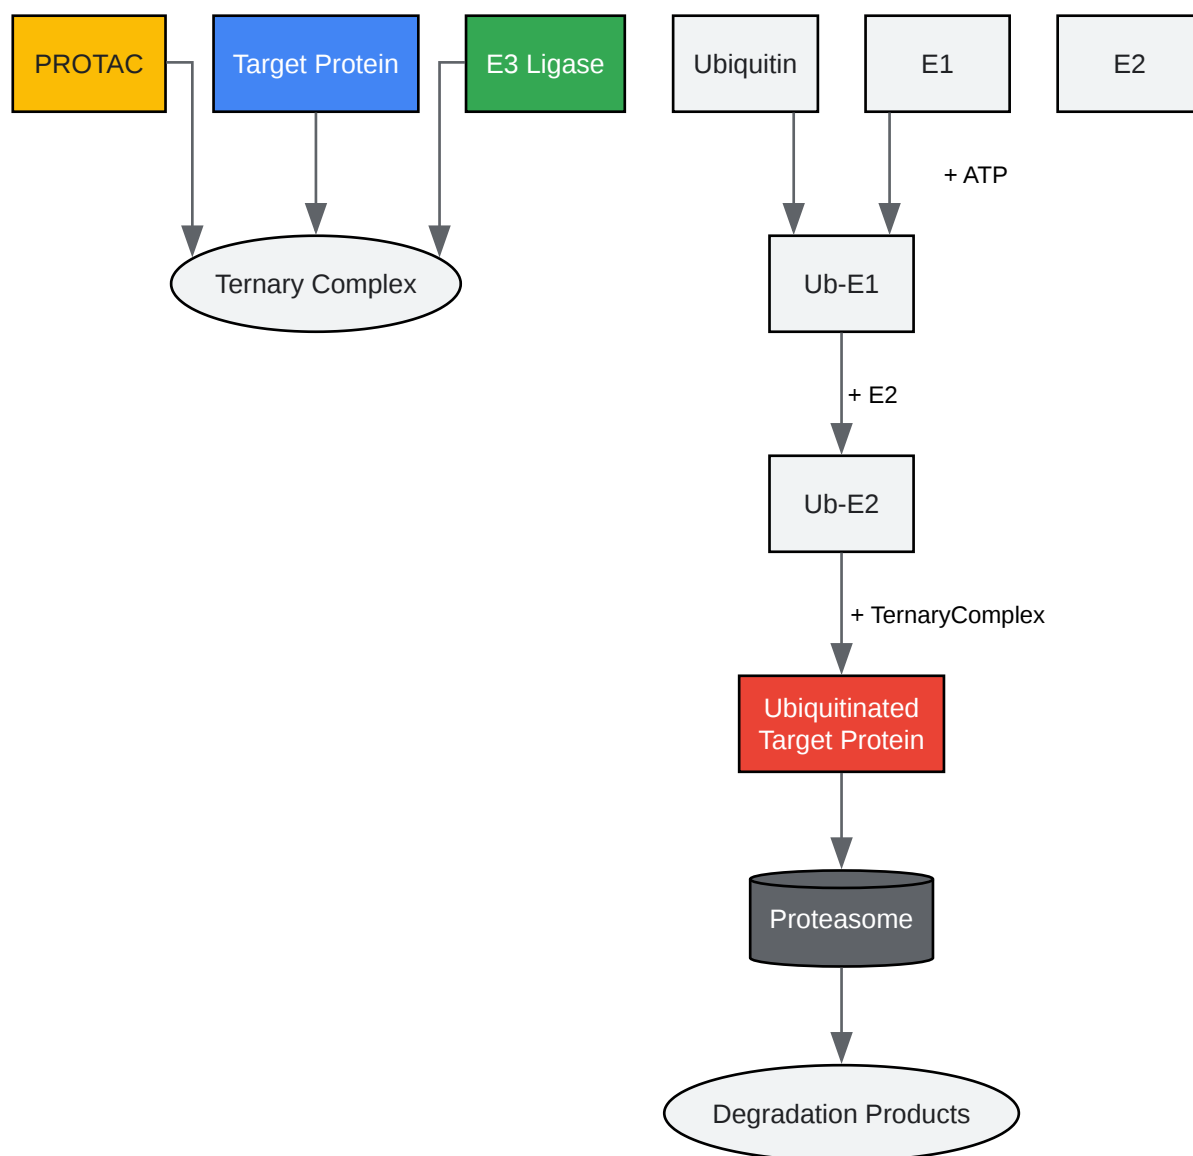 PROTAC
Target Protein
E3 Ligase
Ubiquitin
E1
E2
+ ATP
Ternary Complex
Ub-E1
+ E2
Ub-E2
+ TernaryComplex
Ubiquitinated
Target Protein
Proteasome
Degradation Products